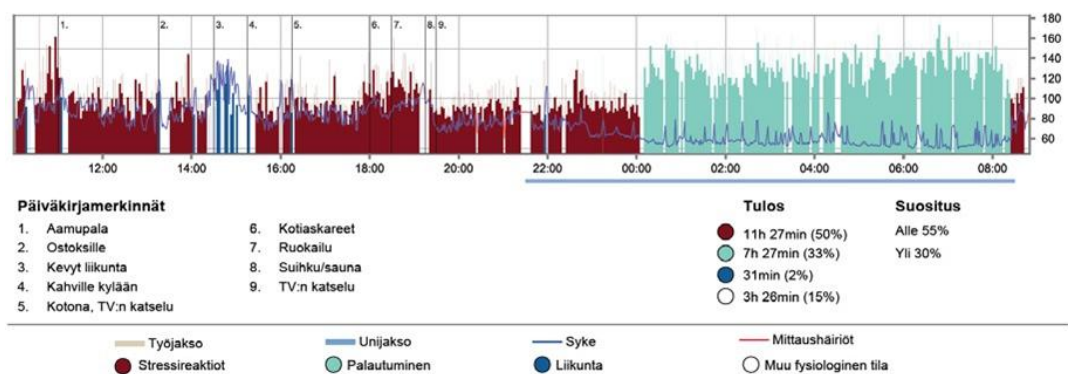 1. 2. 3. 4. 5. 6. 7. 8. 9.
180
160
140
120
100
80
60
12:00 14:00 16:00 18:00 20:00 22:00 00:00 02:00 04:00 06:00 08:00
Päiväkirjamerkinnät
1. Aamupala
2. Ostoksille
3. Kevyt liikunta
4. Kahville kylään
5. Kotona, TV:n katselu
6. Kotiaskareet
7. Ruokailu
8. Suihku/sauna
9. TV:n katselu
Tulos Suositus
11h 27min (50%) Alle 55%
7h 27min (33%) Yli 30%
31min (2%)
3h 26min (15%)
Työjakso Unijakso Syke Mittaushäiriöt
Stressireaktiot Palautuminen Liikunta Muu fysiologinen tila